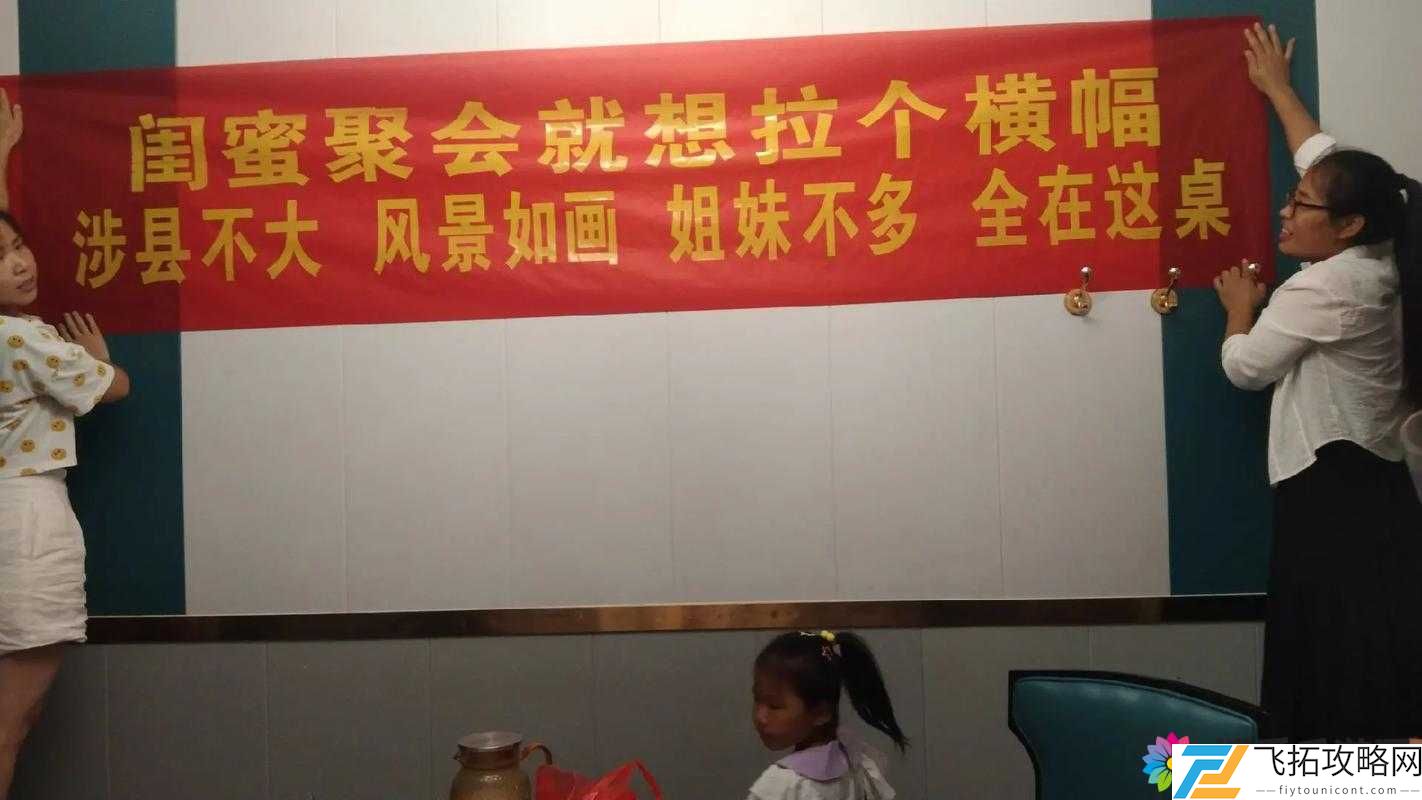 闺蜜聚会就想拉个横幅
涉县不大 风景如画 姐妹不多 全在这桌
飞拓攻略网
fiytounicont.com